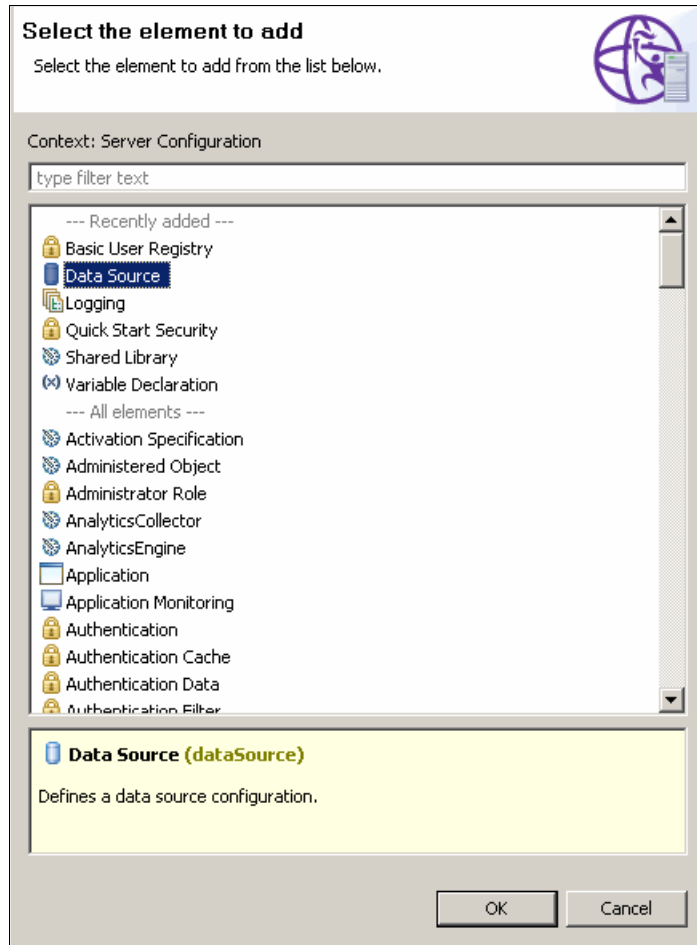 Select the element to add
Select the element to add from the list below.
Context: Server Configuration
type filter text
--- Recently added ---
Basic User Registry
Data Source
Logging
Quick Start Security
Shared Library
Variable Declaration
--- All elements ---
Activation Specification
Administered Object
Administrator Role
AnalyticsCollector
AnalyticsEngine
Application
Application Monitoring
Authentication
Authentication Cache
Authentication Data
Authentication Filter
Data Source (dataSource)
Defines a data source configuration.
OK
Cancel